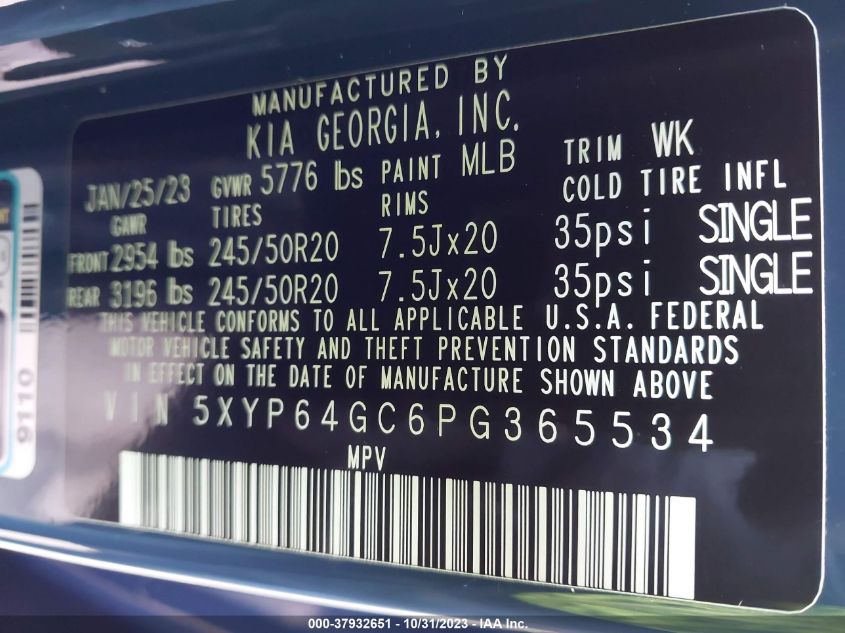 MANUFACTURED BY
KIA GEORGIA, INC.
JAN/25/23 GVWR 5776 lbs PAINT MLB TRIM WK
GAWR TIRES RIMS COLD TIRE INFL
FRONT 2954 lbs 245/50R20 7.5Jx20 35psi SINGLE
REAR 3196 lbs 245/50R20 7.5Jx20 35psi SINGLE
THIS VEHICLE CONFORMS TO ALL APPLICABLE U.S.A. FEDERAL
MOTOR VEHICLE SAFETY AND THEFT PREVENTION STANDARDS
IN EFFECT ON THE DATE OF MANUFACTURE SHOWN ABOVE
VIN 5XYP64GC6PG365534
MPV
9110
000-37932651 - 10/31/2023 - IAA Inc.